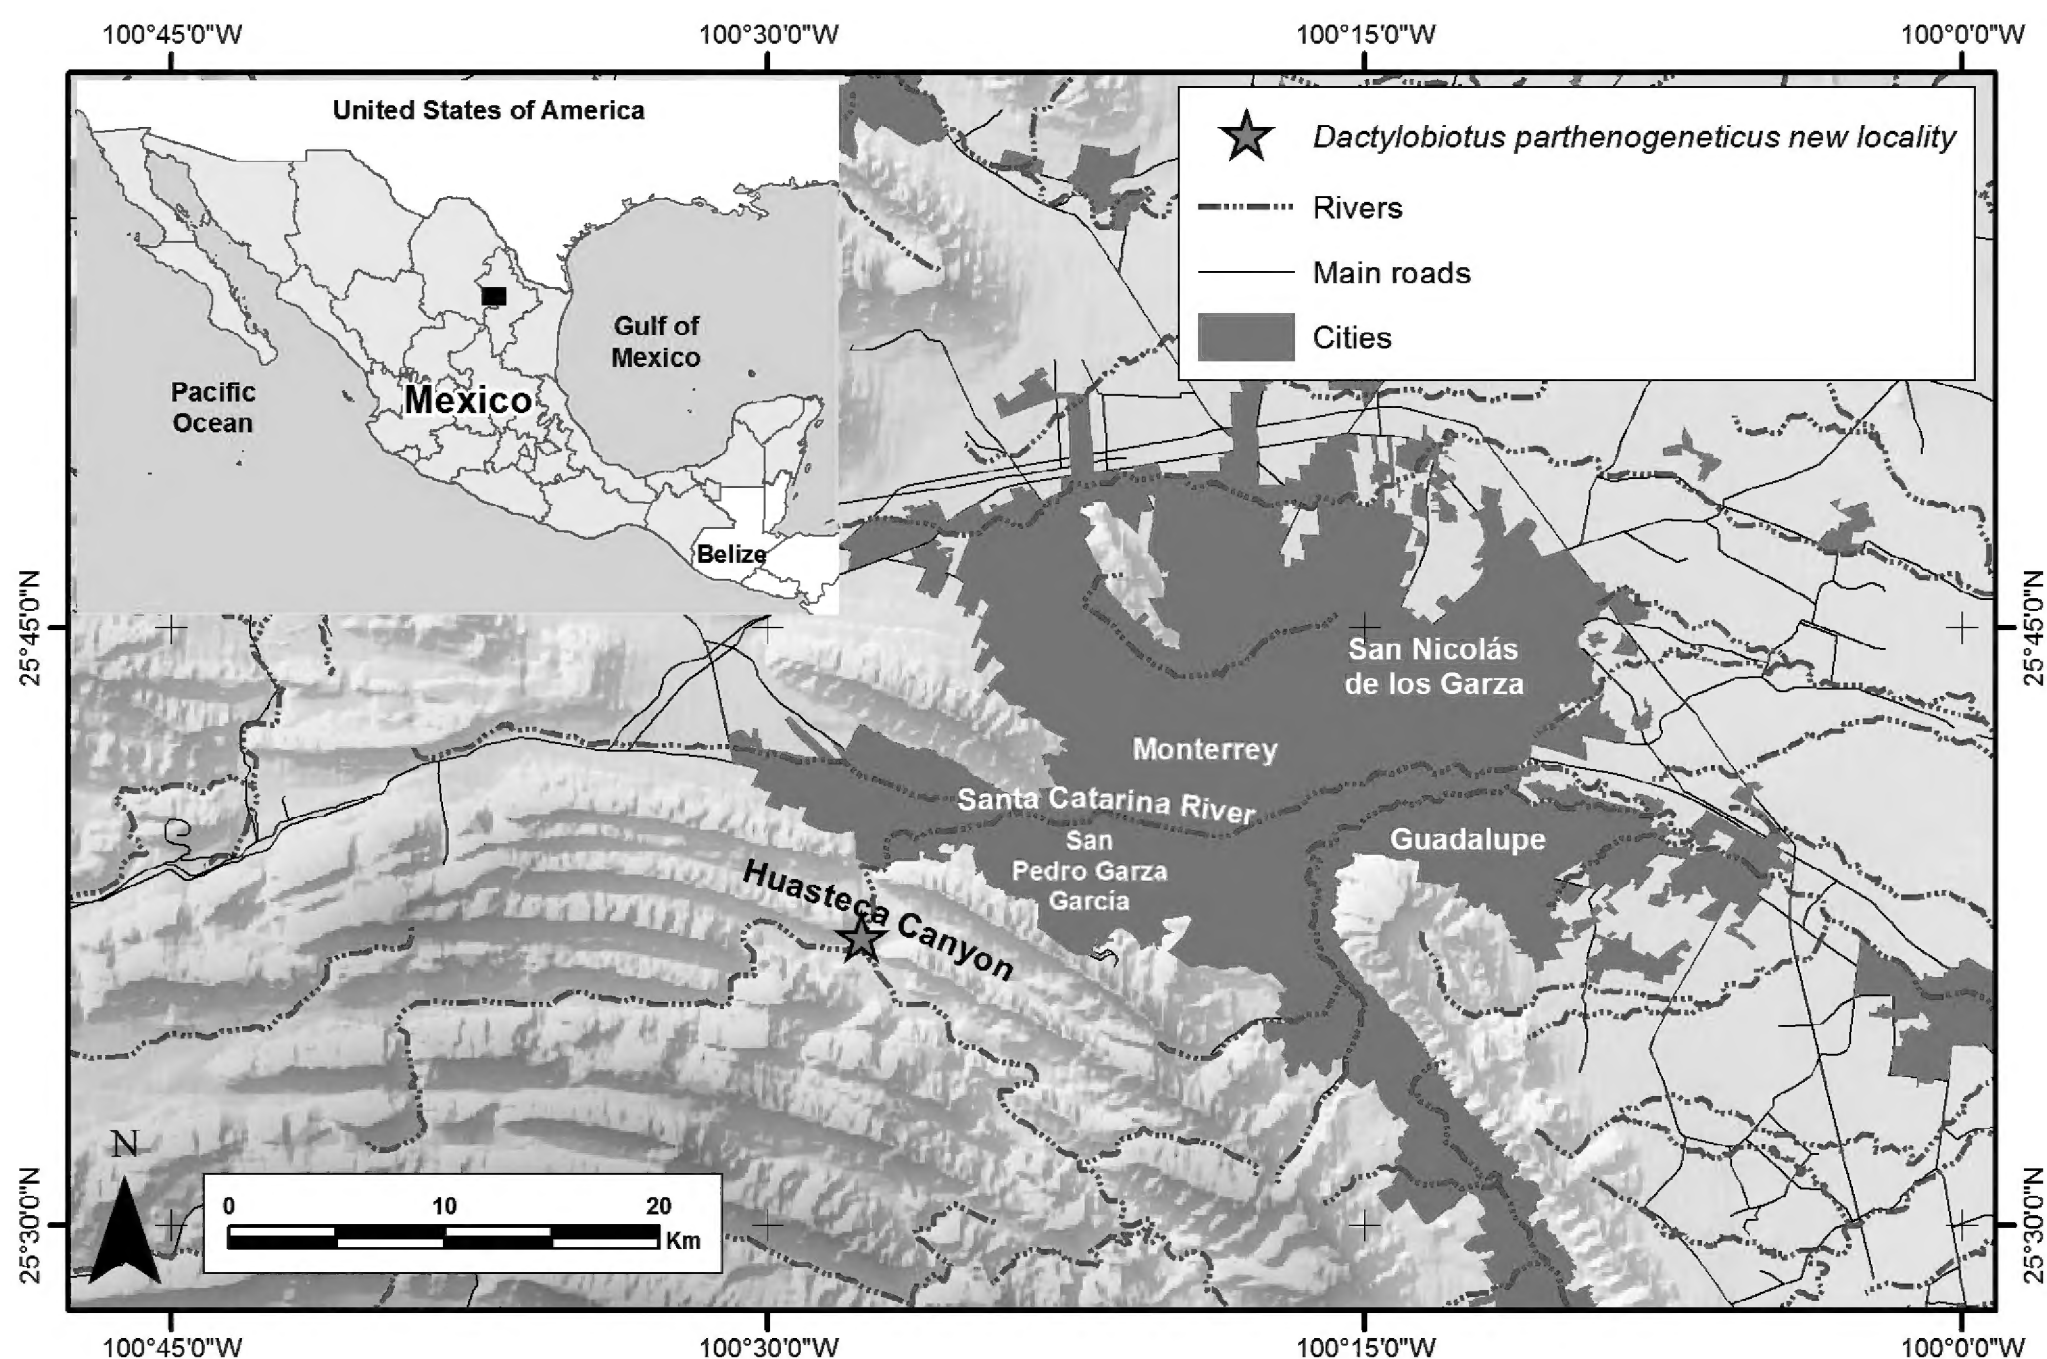 100°45'0"W
100°30'0"W
100°15'0"W
100°0'0"W
United States of America
Gulf of
Mexico
Pacific
Ocean
Mexico
Belize
Dactylobiotus parthenogeneticus new locality
Rivers
Main roads
Cities
25°45'0"N
25°45'0"N
San Nicolás
de los Garza
Monterrey
Santa Catarina River
San
Pedro Garza
García
Guadalupe
Huasteca Canyon
N
0 10 20
Km
25°30'0"N
25°30'0"N
100°45'0"W
100°30'0"W
100°15'0"W
100°0'0"W